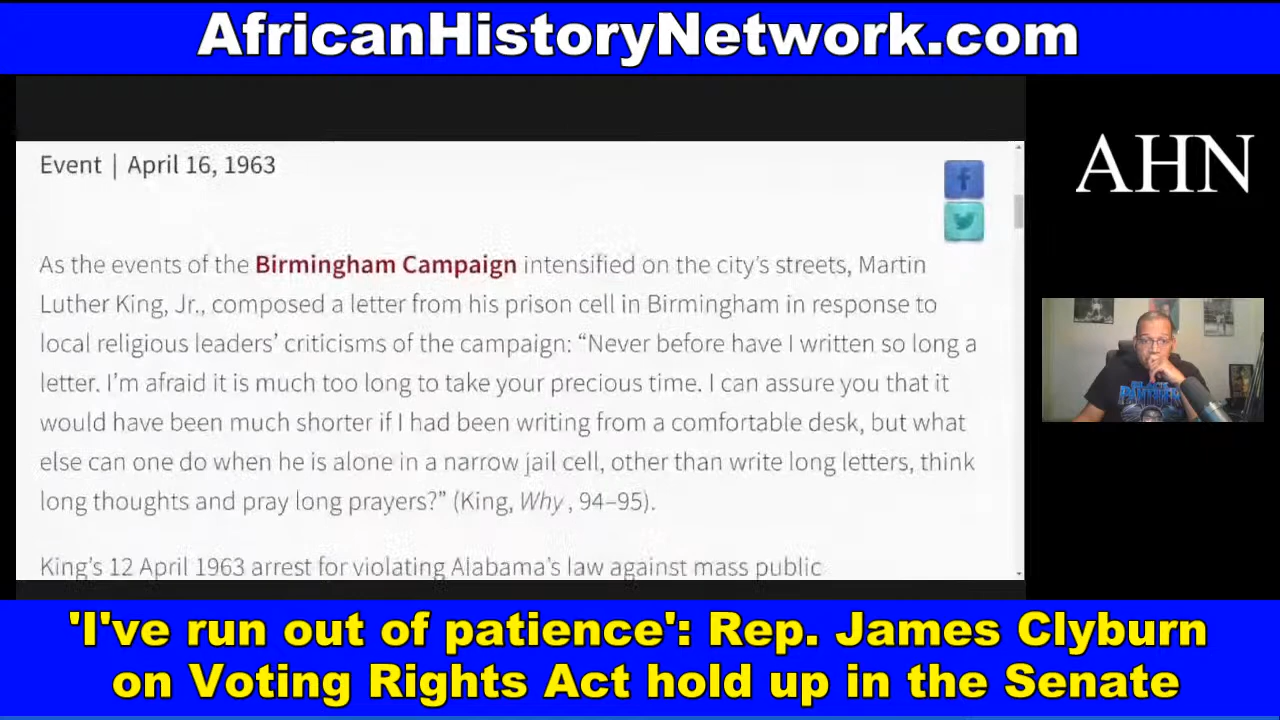 AfricanHistoryNetwork.com
Event | April 16, 1963
AHN
As the events of the Birmingham Campaign intensified on the city's streets, Martin
Luther King, Jr., composed a letter from his prison cell in Birmingham in response to
local religious leaders' criticisms of the campaign: “Never before have I written so long a
letter. I'm afraid it is much too long to take your precious time. I can assure you that it
would have been much shorter if I had been writing from a comfortable desk, but what
else can one do when he is alone in a narrow jail cell, other than write long letters, think
long thoughts and pray long prayers?” (King, Why , 94–95).
King's 12 April 1963 arrest for violating Alabama's law against mass public
BLACK
PANTHER
'I've run out of patience': Rep. James Clyburn
on Voting Rights Act hold up in the Senate